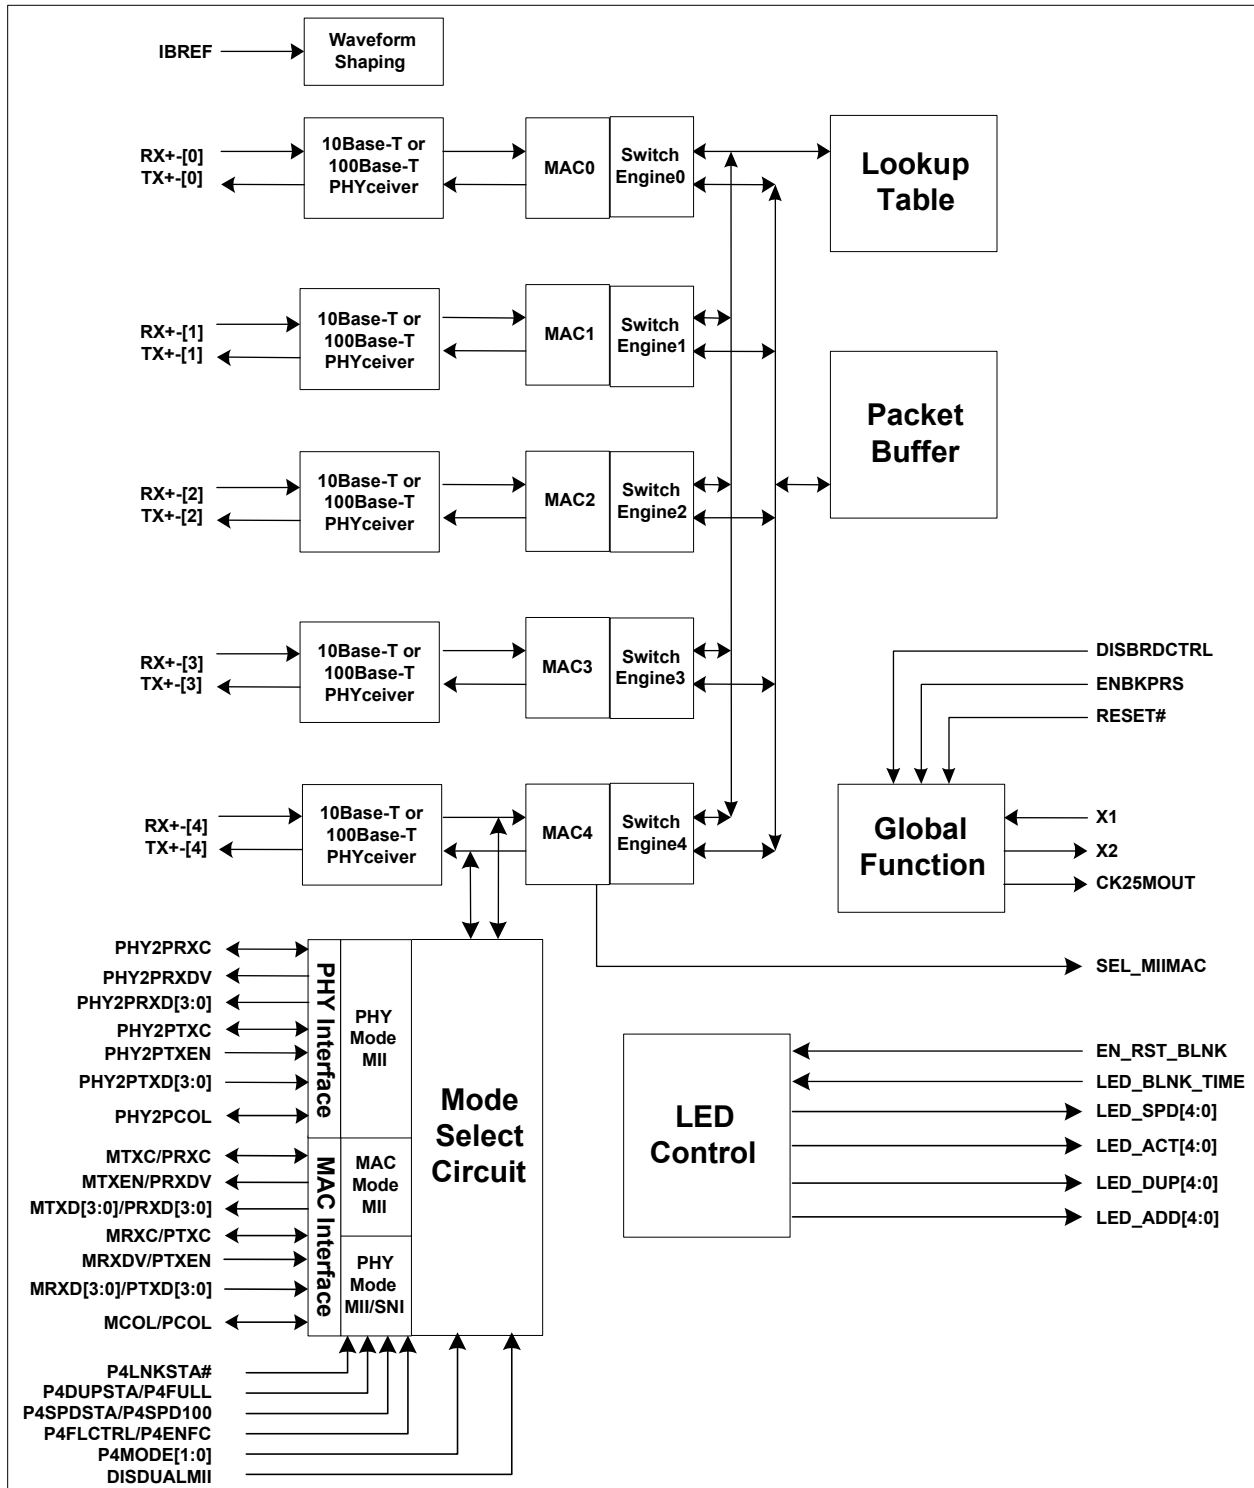 IBREF
Waveform
Shaping
RX+-[0]
TX+-[0]
10Base-T or
100Base-T
PHYceiver
MAC0
Switch
Engine0
Lookup
Table
RX+-[1]
TX+-[1]
10Base-T or
100Base-T
PHYceiver
MAC1
Switch
Engine1
Packet
Buffer
RX+-[2]
TX+-[2]
10Base-T or
100Base-T
PHYceiver
MAC2
Switch
Engine2
RX+-[3]
TX+-[3]
10Base-T or
100Base-T
PHYceiver
MAC3
Switch
Engine3
DISBRDCTRL
ENBKPRS
RESET#
RX+-[4]
TX+-[4]
10Base-T or
100Base-T
PHYceiver
MAC4
Switch
Engine4
Global
Function
X1
X2
CK25MOUT
SEL_MIIMAC
PHY2PRXC
PHY2PRXDV
PHY2PRXD[3:0]
PHY2PTXC
PHY2PTXEN
PHY2PTXD[3:0]
PHY2PCOL
PHY Interface
PHY
Mode
MII
MTXC/PRXC
MTXEN/PRXDV
MTXD[3:0]/PRXD[3:0]
MRXC/PTXC
MRXDV/PTXEN
MRXD[3:0]/PTXD[3:0]
MCOL/PCOL
MAC Interface
MAC
Mode
MII
PHY
Mode
MII/SNI
Mode
Select
Circuit
LED
Control
EN_RST_BLNK
LED_BLNK_TIME
LED_SPD[4:0]
LED_ACT[4:0]
LED_DUP[4:0]
LED_ADD[4:0]
P4LNKSTA#
P4DUPSTA/P4FULL
P4SPDSTA/P4SPD100
P4FLCTRL/P4ENFC
P4MODE[1:0]
DISDUALMII